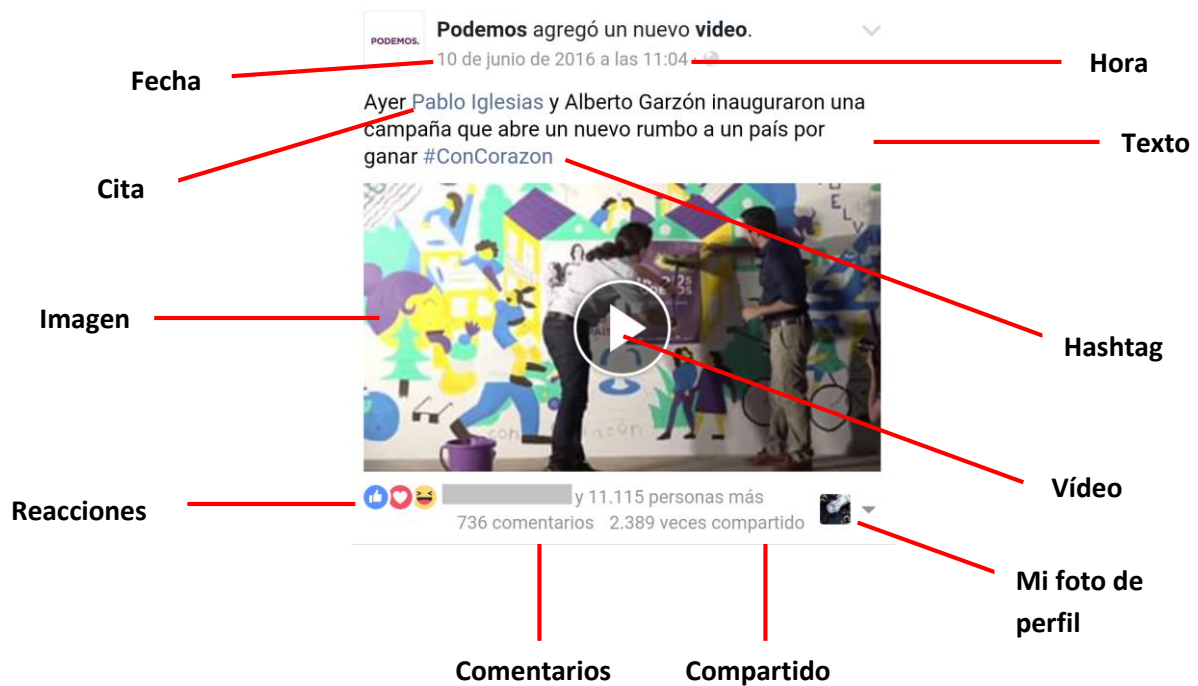 Podemos agregó un nuevo video.
PODEMOS.
10 de junio de 2016 a las 11:04
Fecha
Hora
Ayer Pablo Iglesias y Alberto Garzón inauguraron una
campaña que abre un nuevo rumbo a un país por
ganar #ConCorazon
Texto
Cita
Imagen
Hashtag
Vídeo
Reacciones
y 11.115 personas más
736 comentarios 2.389 veces compartido
Mi foto de
perfil
Comentarios
Compartido